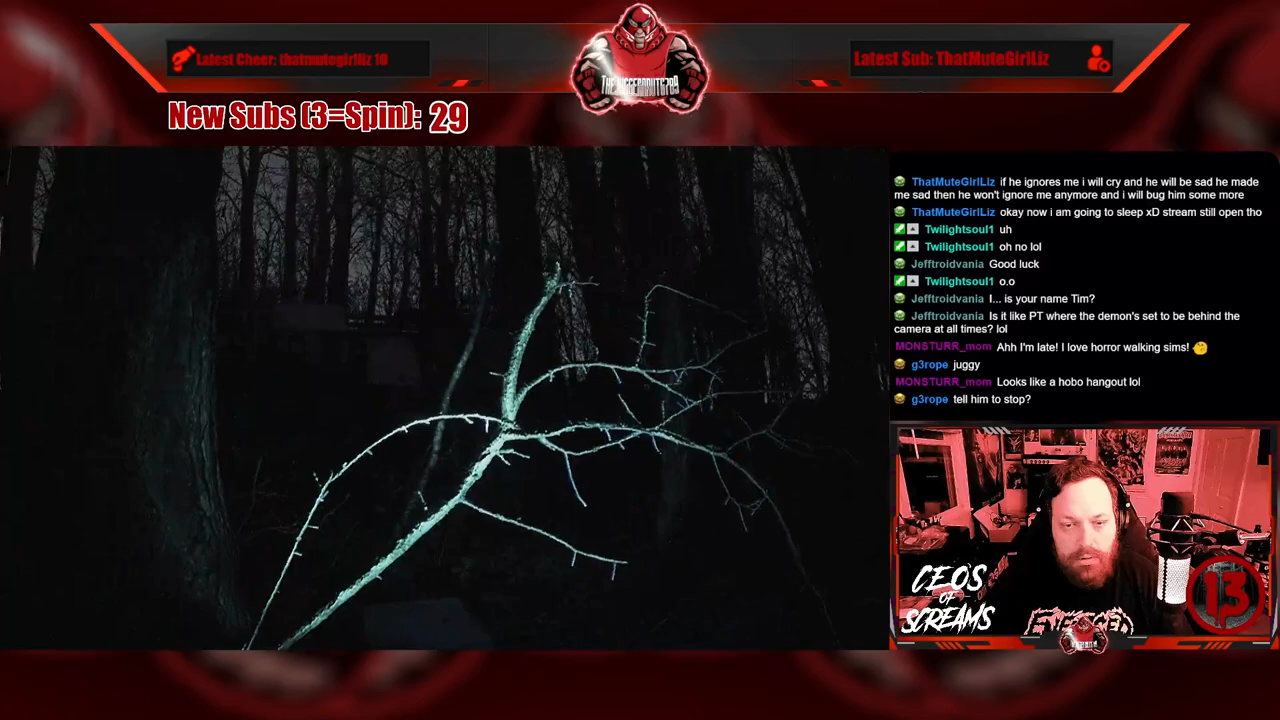 Latest Cheer: thatmutegirlliz 10
THEJUGGERNAUT6789
Latest Sub: ThatMuteGirlLiz
New Subs (3=Spin): 29
ThatMuteGirlLiz if he ignores me i will cry and he will be sad he made
me sad then he won't ignore me anymore and i will bug him some more
ThatMuteGirlLiz okay now i am going to sleep xD stream still open tho
Twilightsoul1 uh
Twilightsoul1 oh no lol
Jefftroidvania Good luck
Twilightsoul1 o.o
Jefftroidvania I... is your name Tim?
Jefftroidvania Is it like PT where the demon's set to be behind the
camera at all times? lol
MONSTURR_mom Ahh I'm late! I love horror walking sims! 🤔
g3rope juggy
MONSTURR_mom Looks like a hobo hangout lol
g3rope tell him to stop?
CEOS
OF
SCREAMS
13